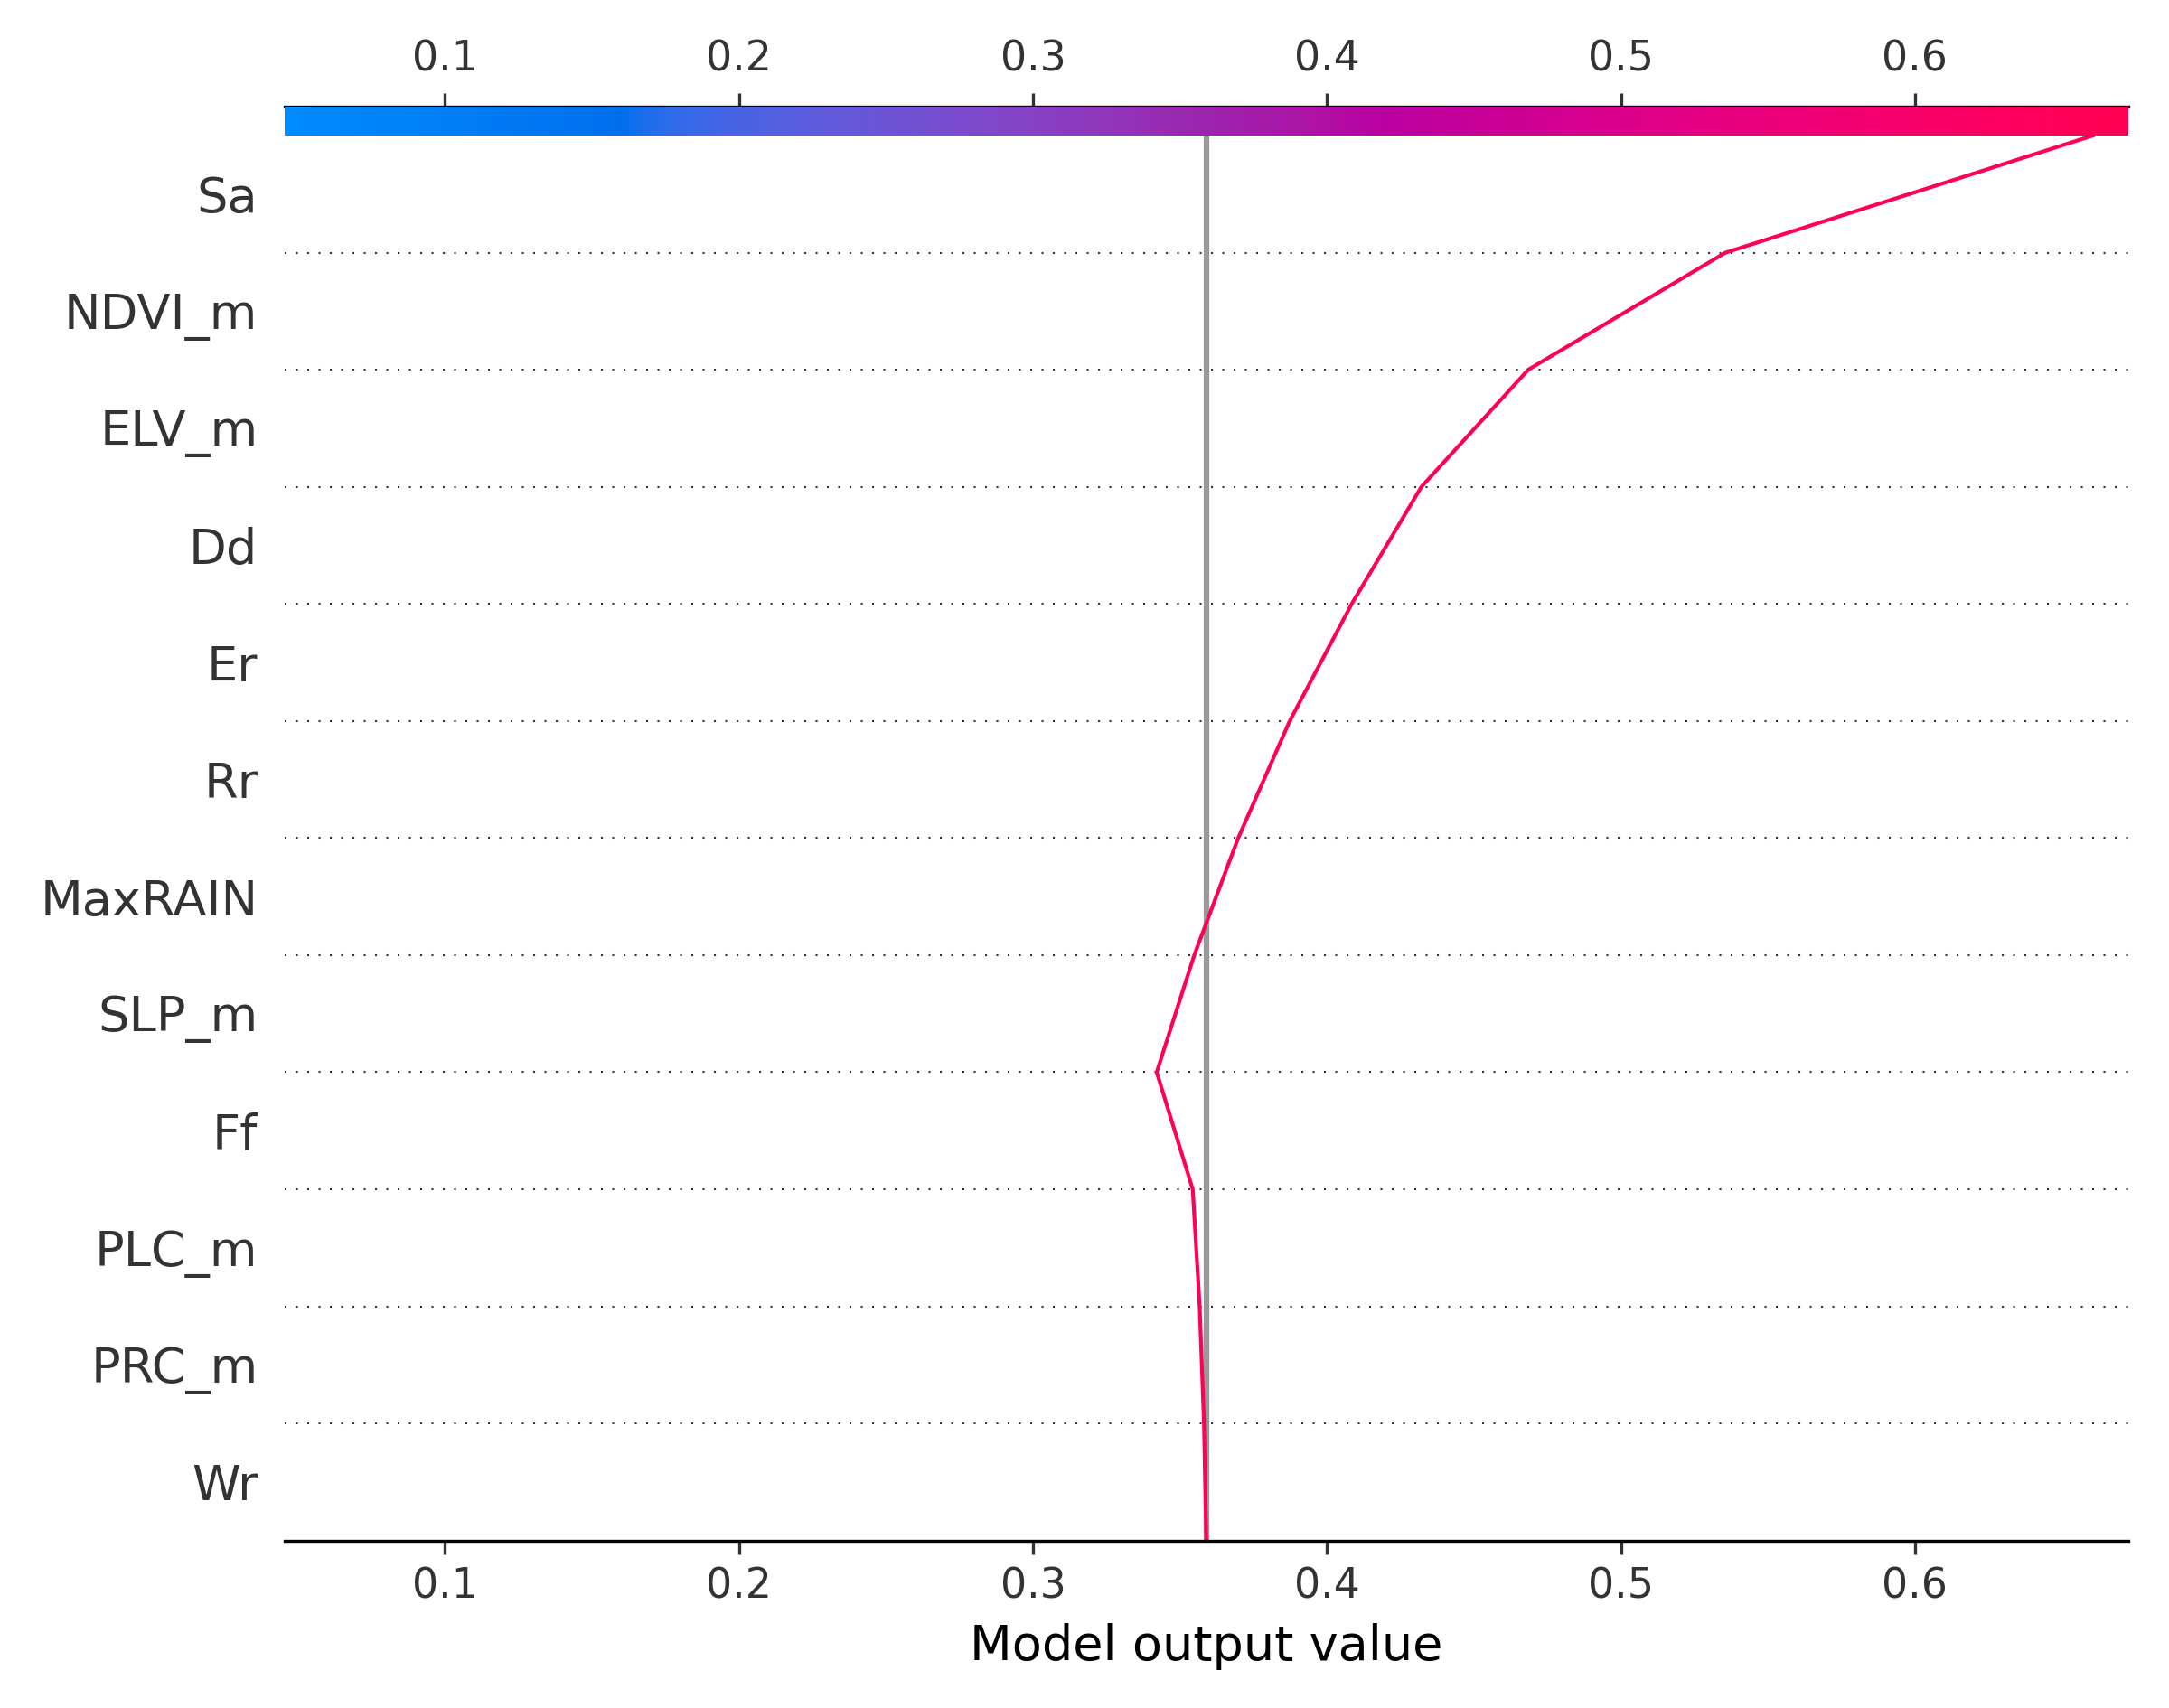 0.1 0.2 0.3 0.4 0.5 0.6
Sa
NDVI_m
ELV_m
Dd
Er
Rr
MaxRAIN
SLP_m
Ff
PLC_m
PRC_m
Wr
0.1 0.2 0.3 0.4 0.5 0.6
Model output value